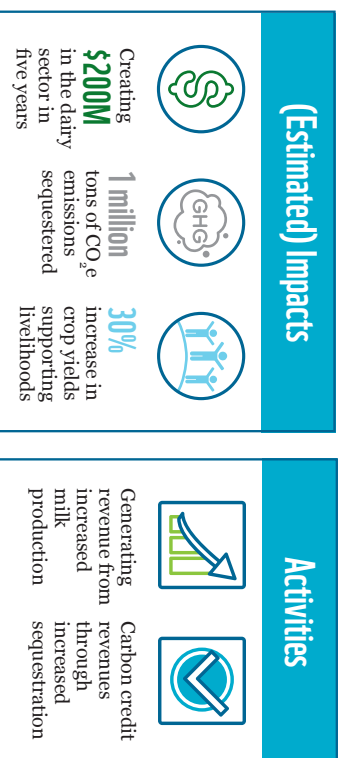 (Estimated) Impacts
Creating
$200M
in the dairy
sector in
five years
GHG
1 million
tons of CO₂e
emissions
sequestered
30%
increase in
crop yields
supporting
livelihoods
Activities
Generating
revenue from
increased
milk
production
Carbon credit
revenues
through
increased
sequestration